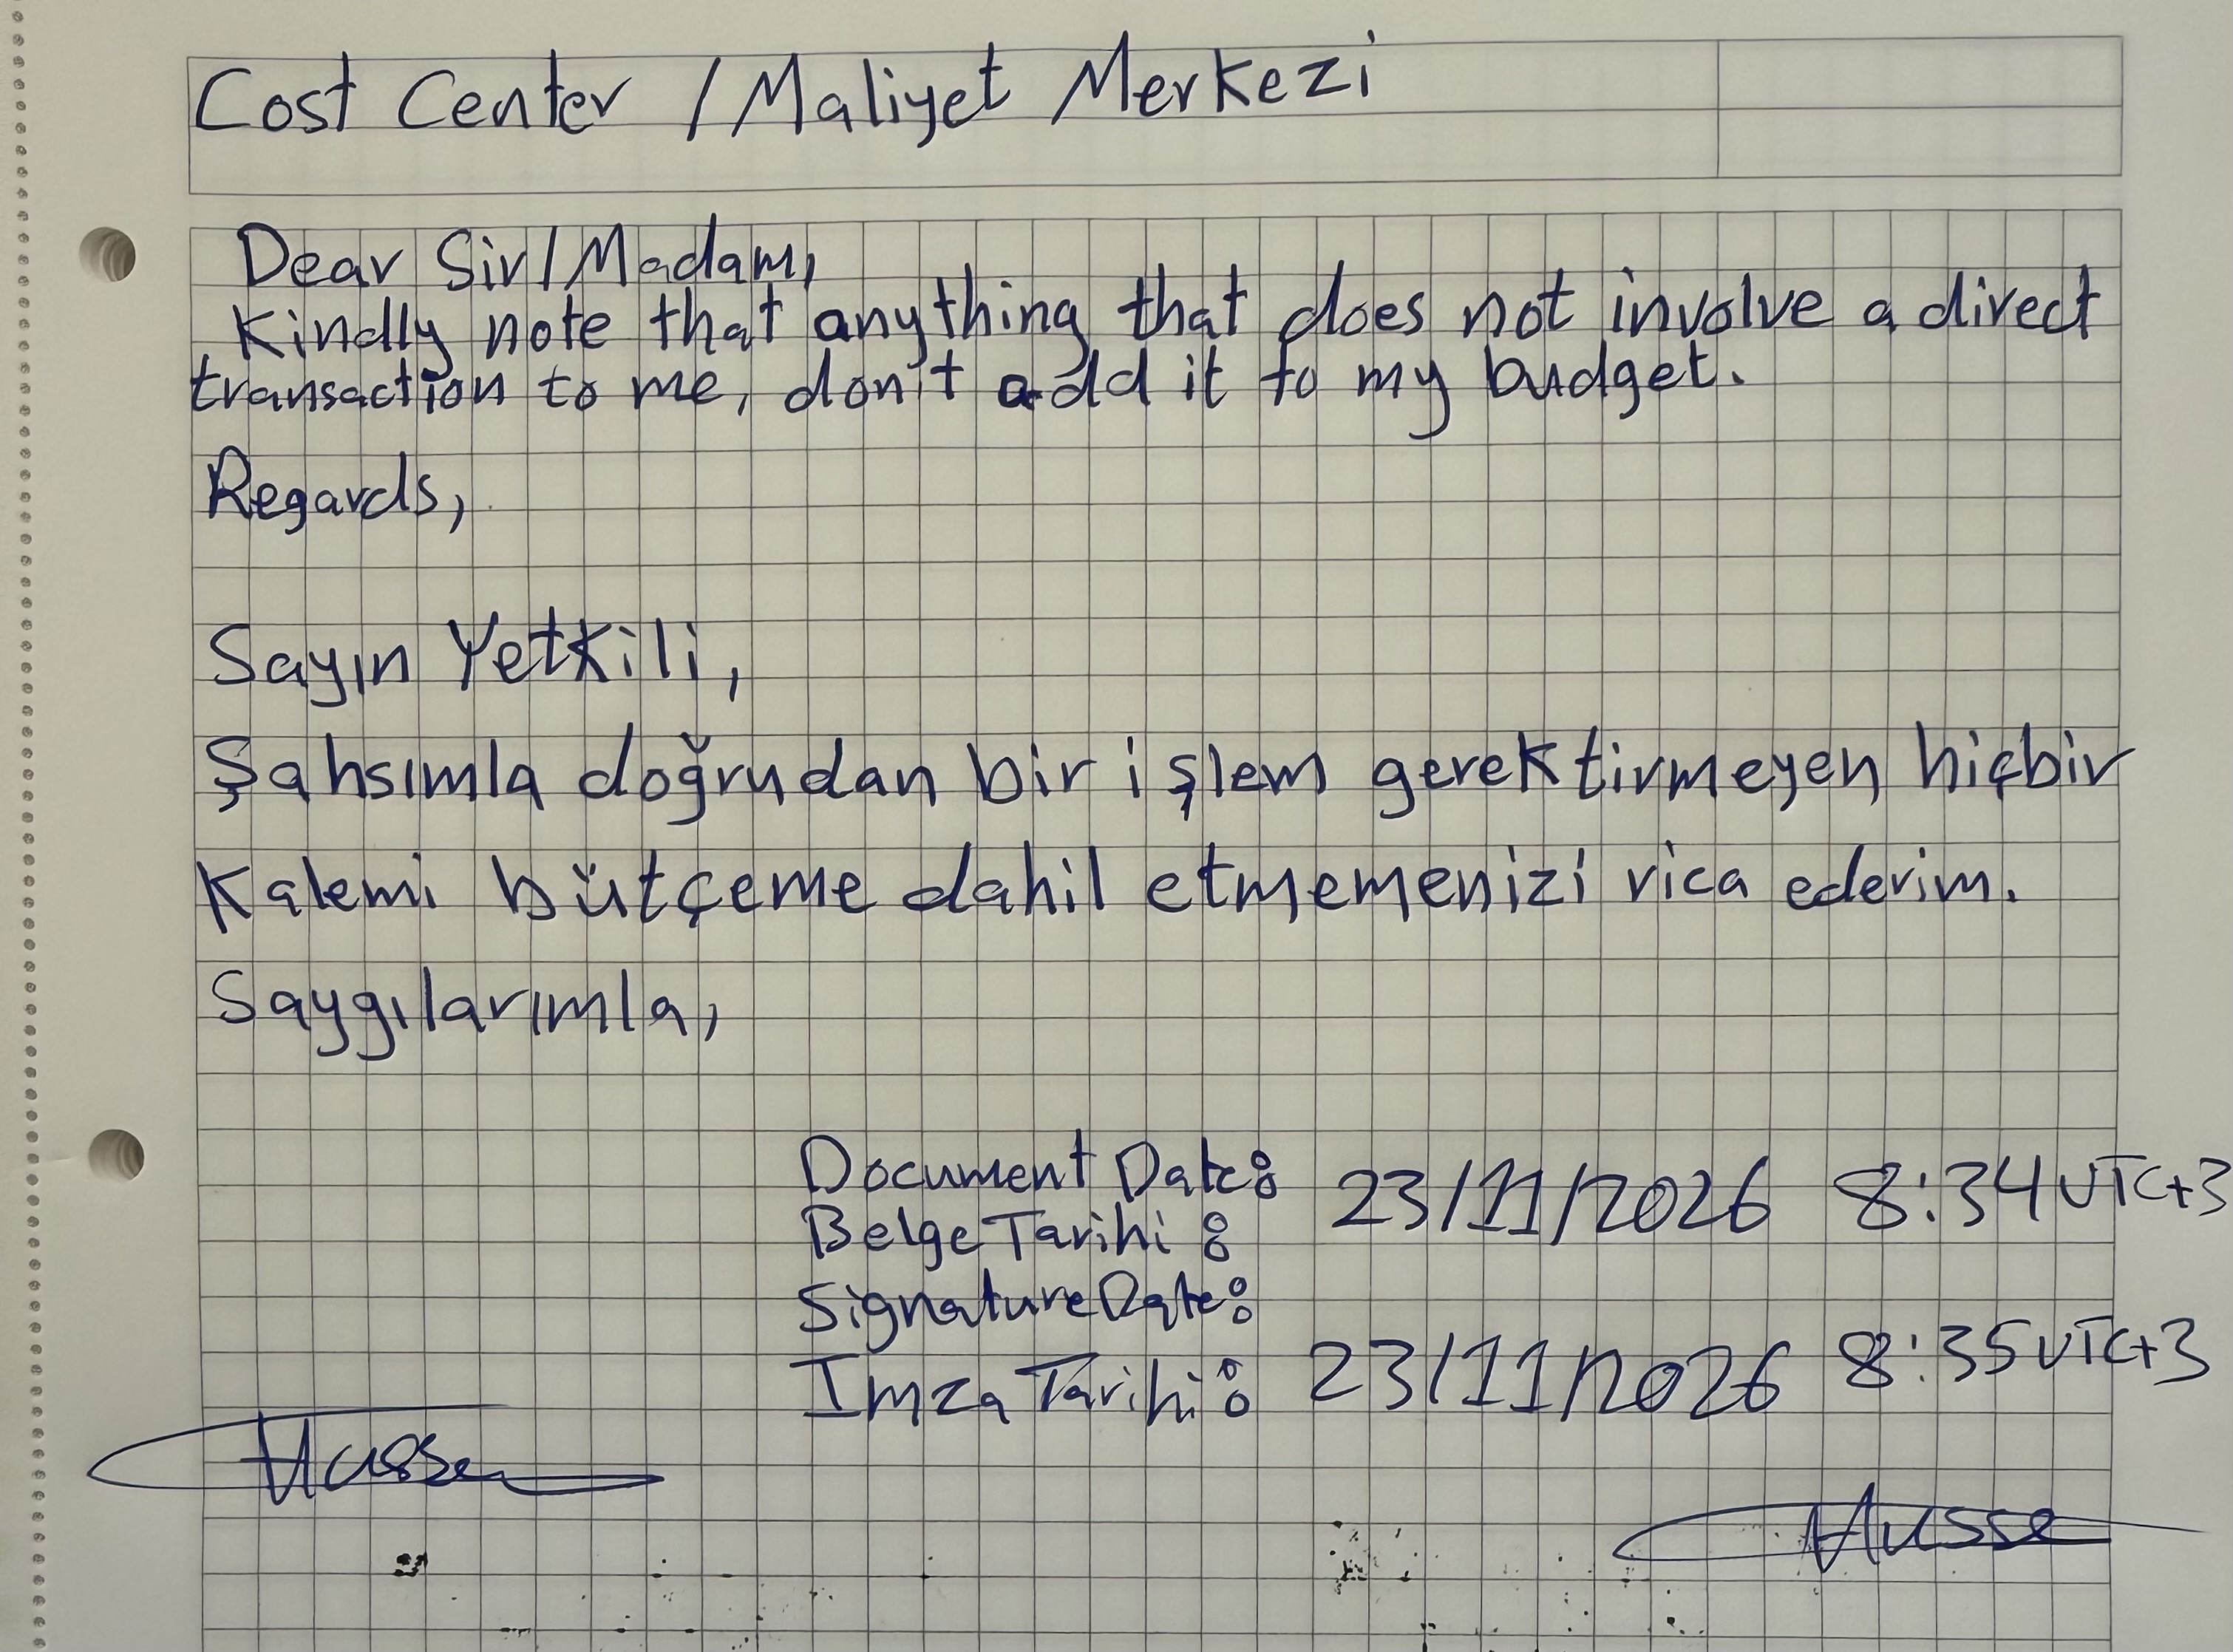 Cost Center / Maliyet Merkezi
Dear Sir/Madam,
Kindly note that anything that does not involve a direct
transaction to me, don't add it to my budget.
Regards,
Sayın Yetkili,
Şahsımla doğrudan bir işlem gerektirmeyen hiçbir
Kalemi bütçeme dahil etmemenizi rica ederim.
Saygılarımla,
Document Date: 23/11/2026 8:34 UTC+3
Belge Tarihi:
Signature Date:
Imza Tarihi: 23/11/2026 8:35 UTC+3